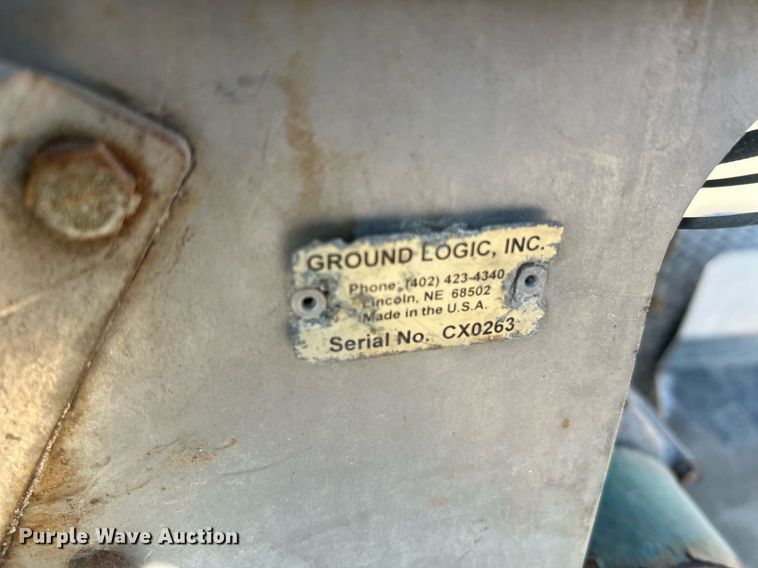 GROUND LOGIC, INC.
Phone (402) 423-4340
Lincoln, NE 68502
Made in the U.S.A.
Serial No. CX0263
Purple Wave Auction